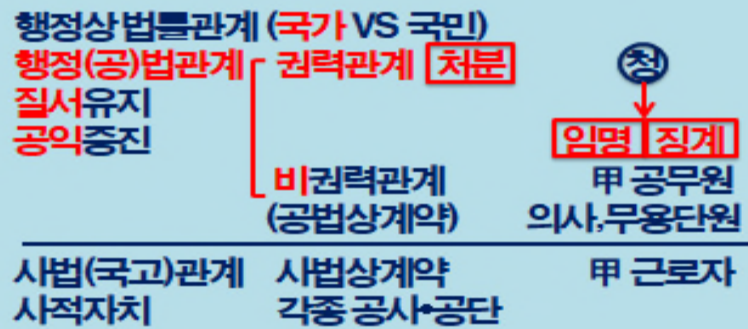 행정상 법률관계 (국가 VS 국민)
행정(공)법관계 권력관계 처분 청
질서유지
공익증진 임명 징계
비권력관계 甲 공무원
(공법상계약) 의사,무용단원
사법(국고)관계 사법상계약 甲 근로자
사적자치 각종 공사•공단